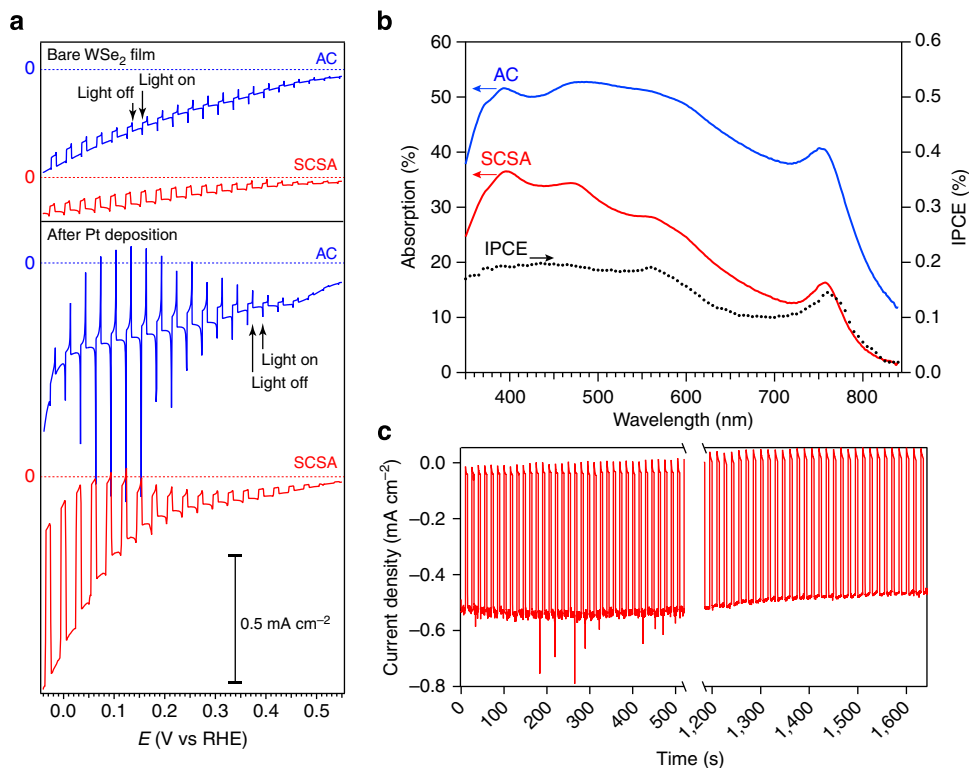 a
Bare WSe₂ film
AC
0
Light on
Light off
SCSA
0
After Pt deposition
AC
0
Light on
Light off
SCSA
0
0.5 mA cm⁻²
0.0 0.1 0.2 0.3 0.4 0.5
E (V vs RHE)
b
60 0.6
50 0.5
40 0.4
30 0.3
20 0.2
10 0.1
0 0.0
Absorption (%)
IPCE (%)
AC
SCSA
IPCE
400 500 600 700 800
Wavelength (nm)
c
0.0
–0.2
–0.4
–0.6
–0.8
Current density (mA cm⁻²)
0 100 200 300 400 500 1,200 1,300 1,400 1,500 1,600
Time (s)